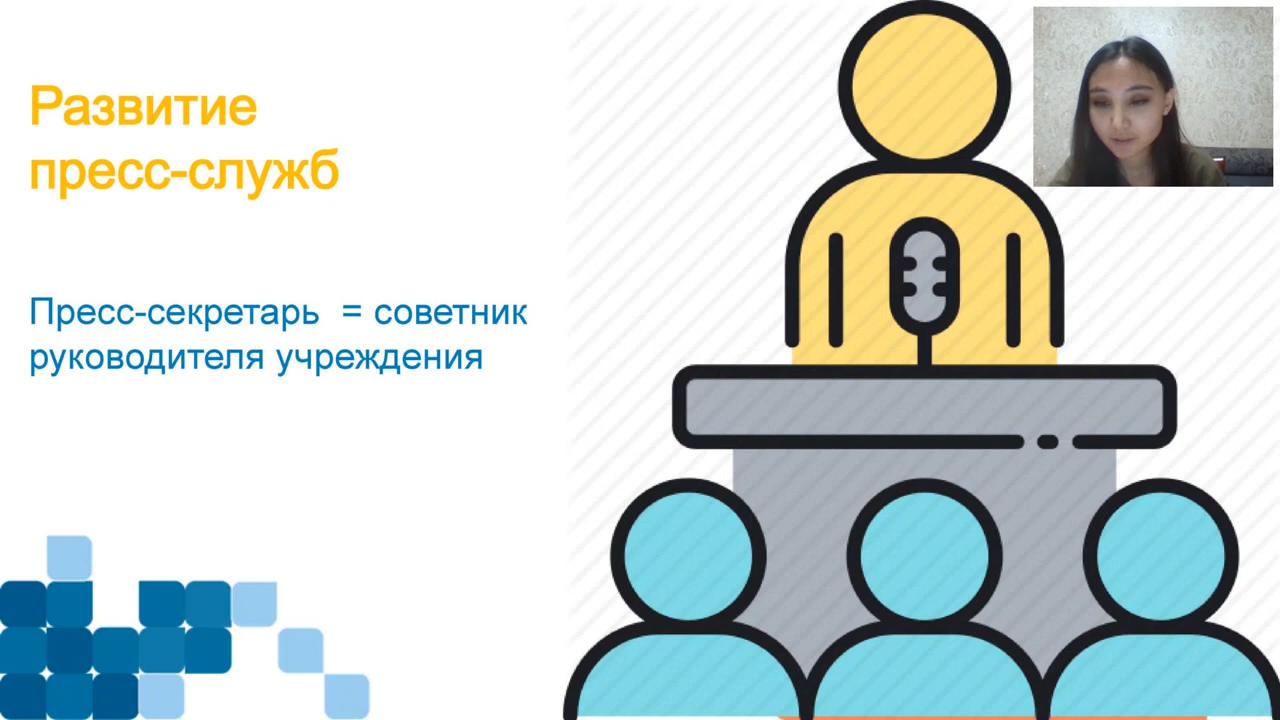 Развитие
пресс-служб
Пресс-секретарь = советник
руководителя учреждения